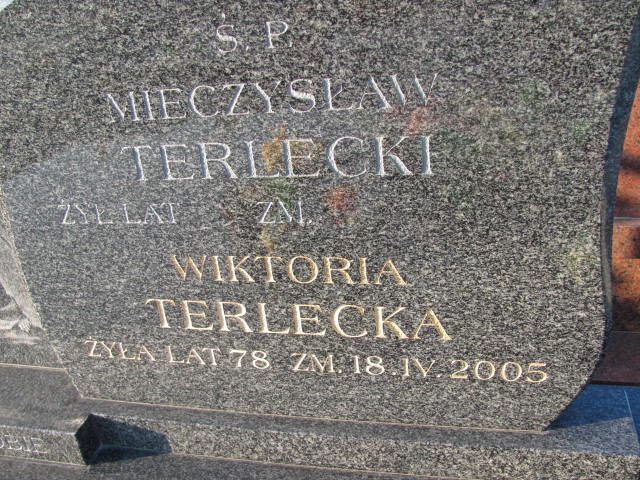 Ś. P.
MIECZYSŁAW
TERLECKI
ŻYŁ LAT ZM.
WIKTORIA
TERLECKA
ŻYŁA LAT 78 ZM. 18. IV. 2005